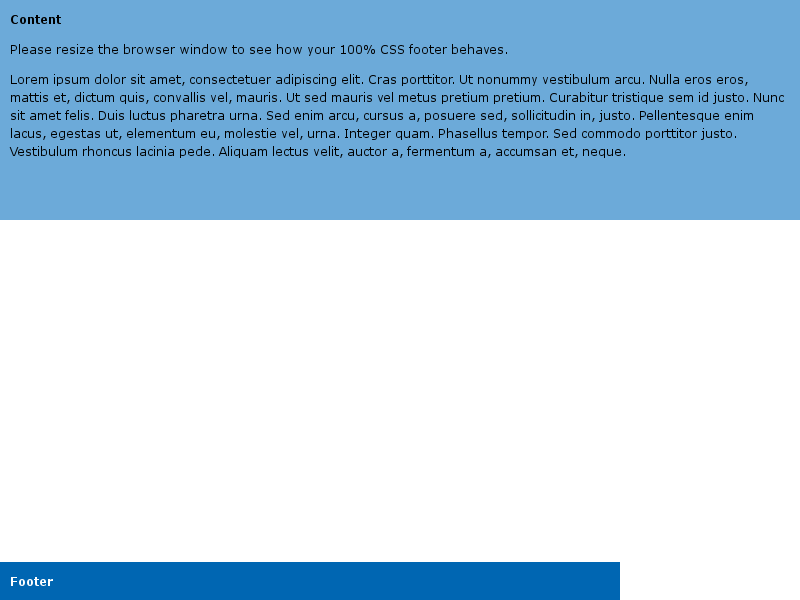 Content
Please resize the browser window to see how your 100% CSS footer behaves.
Lorem ipsum dolor sit amet, consectetuer adipiscing elit. Cras porttitor. Ut nonummy vestibulum arcu. Nulla eros eros,
mattis et, dictum quis, convallis vel, mauris. Ut sed mauris vel metus pretium pretium. Curabitur tristique sem id justo. Nunc
sit amet felis. Duis luctus pharetra urna. Sed enim arcu, cursus a, posuere sed, sollicitudin in, justo. Pellentesque enim
lacus, egestas ut, elementum eu, molestie vel, urna. Integer quam. Phasellus tempor. Sed commodo porttitor justo.
Vestibulum rhoncus lacinia pede. Aliquam lectus velit, auctor a, fermentum a, accumsan et, neque.
Footer